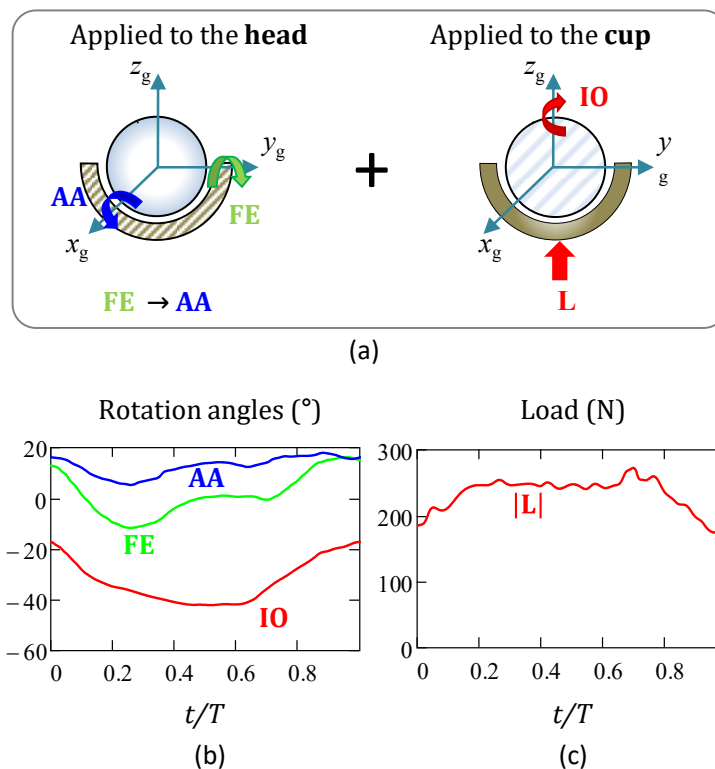 Applied to the head
Applied to the cup
zg
zg
IO
yg
y
g
+
AA
FE
xg
xg
FE → AA
L
(a)
Rotation angles (°)
Load (N)
20
0
−20
−40
−60
AA
FE
IO
0
0.2
0.4
0.6
0.8
t/T
(b)
300
200
100
0
|L|
0
0.2
0.4
0.6
0.8
t/T
(c)